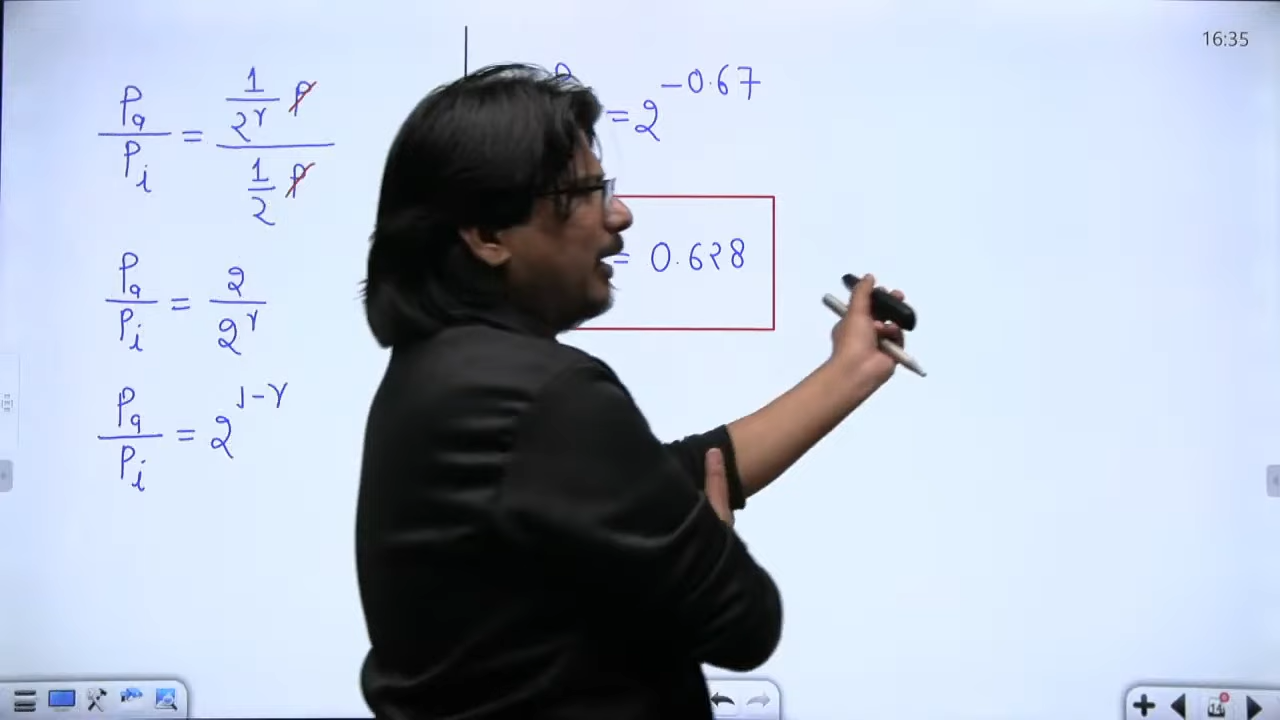 P_a / P_i = (1/2^γ P) / (1/2 P)
P_a / P_i = 2 / 2^γ
P_a / P_i = 2^(1-γ)
= 2^(-0.67)
= 0.628
16:35
14